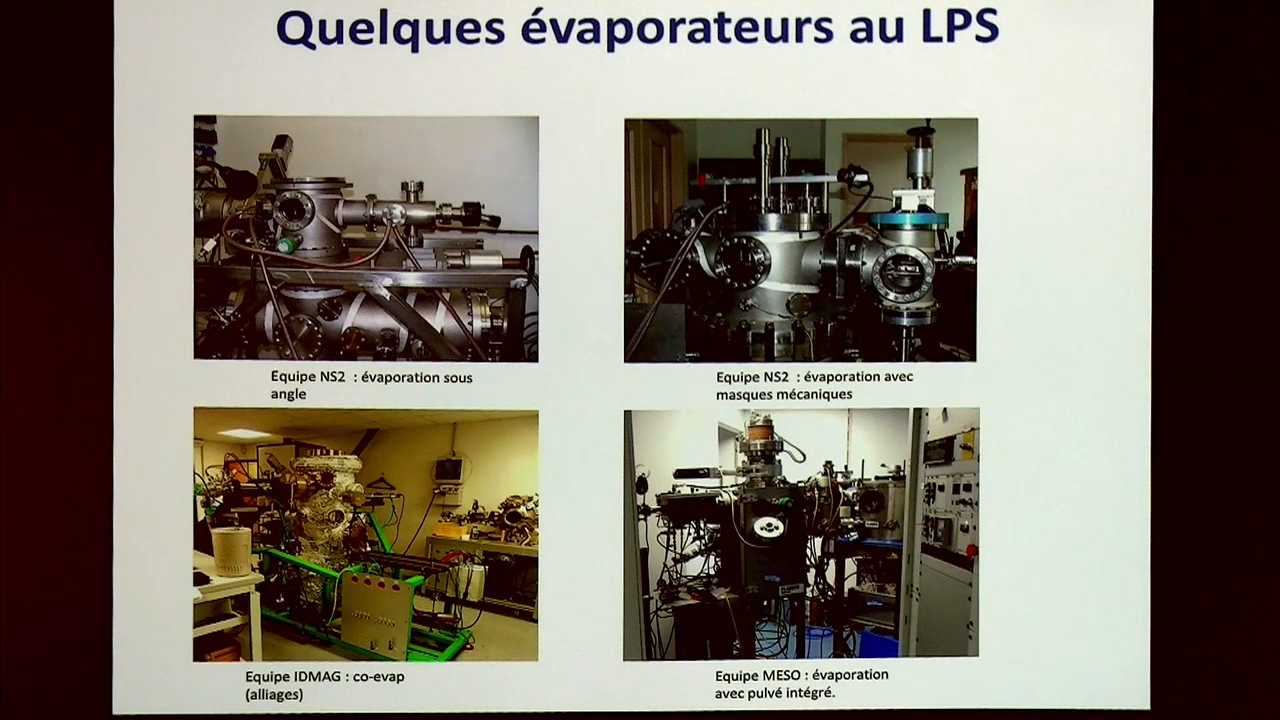 Quelques évaporateurs au LPS
Equipe NS2 : évaporation sous
angle
Equipe NS2 : évaporation avec
masques mécaniques
Equipe IDMAG : co-evap
(alliages)
Equipe MESO : évaporation
avec pulvé intégré.